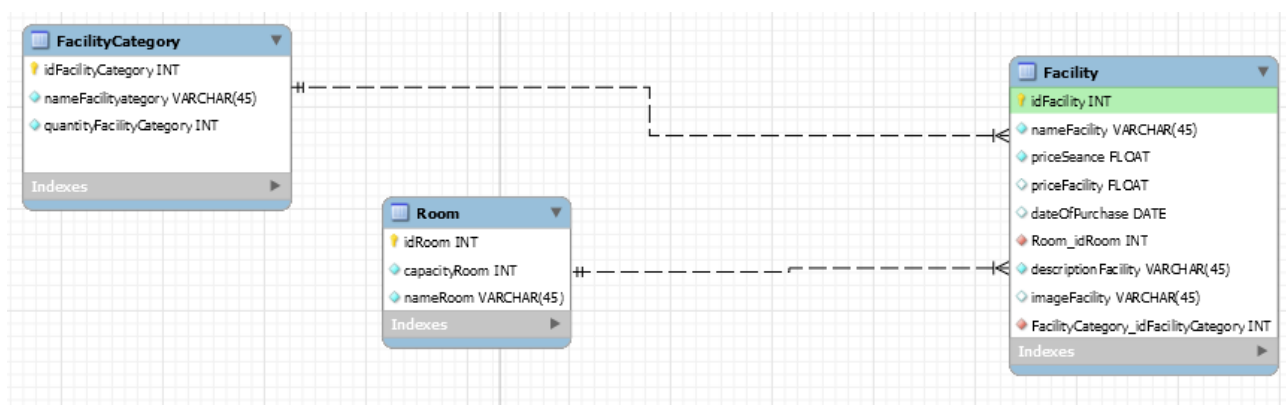 FacilityCategory
idFacilityCategory INT
nameFacilityategory VARCHAR(45)
quantityFacilityCategory INT
Indexes
Room
idRoom INT
capacityRoom INT
nameRoom VARCHAR(45)
Indexes
Facility
idFacility INT
nameFacility VARCHAR(45)
priceSeance FLOAT
priceFacility FLOAT
dateOfPurchase DATE
Room_idRoom INT
descriptionFacility VARCHAR(45)
imageFacility VARCHAR(45)
FacilityCategory_idFacilityCategory INT
Indexes